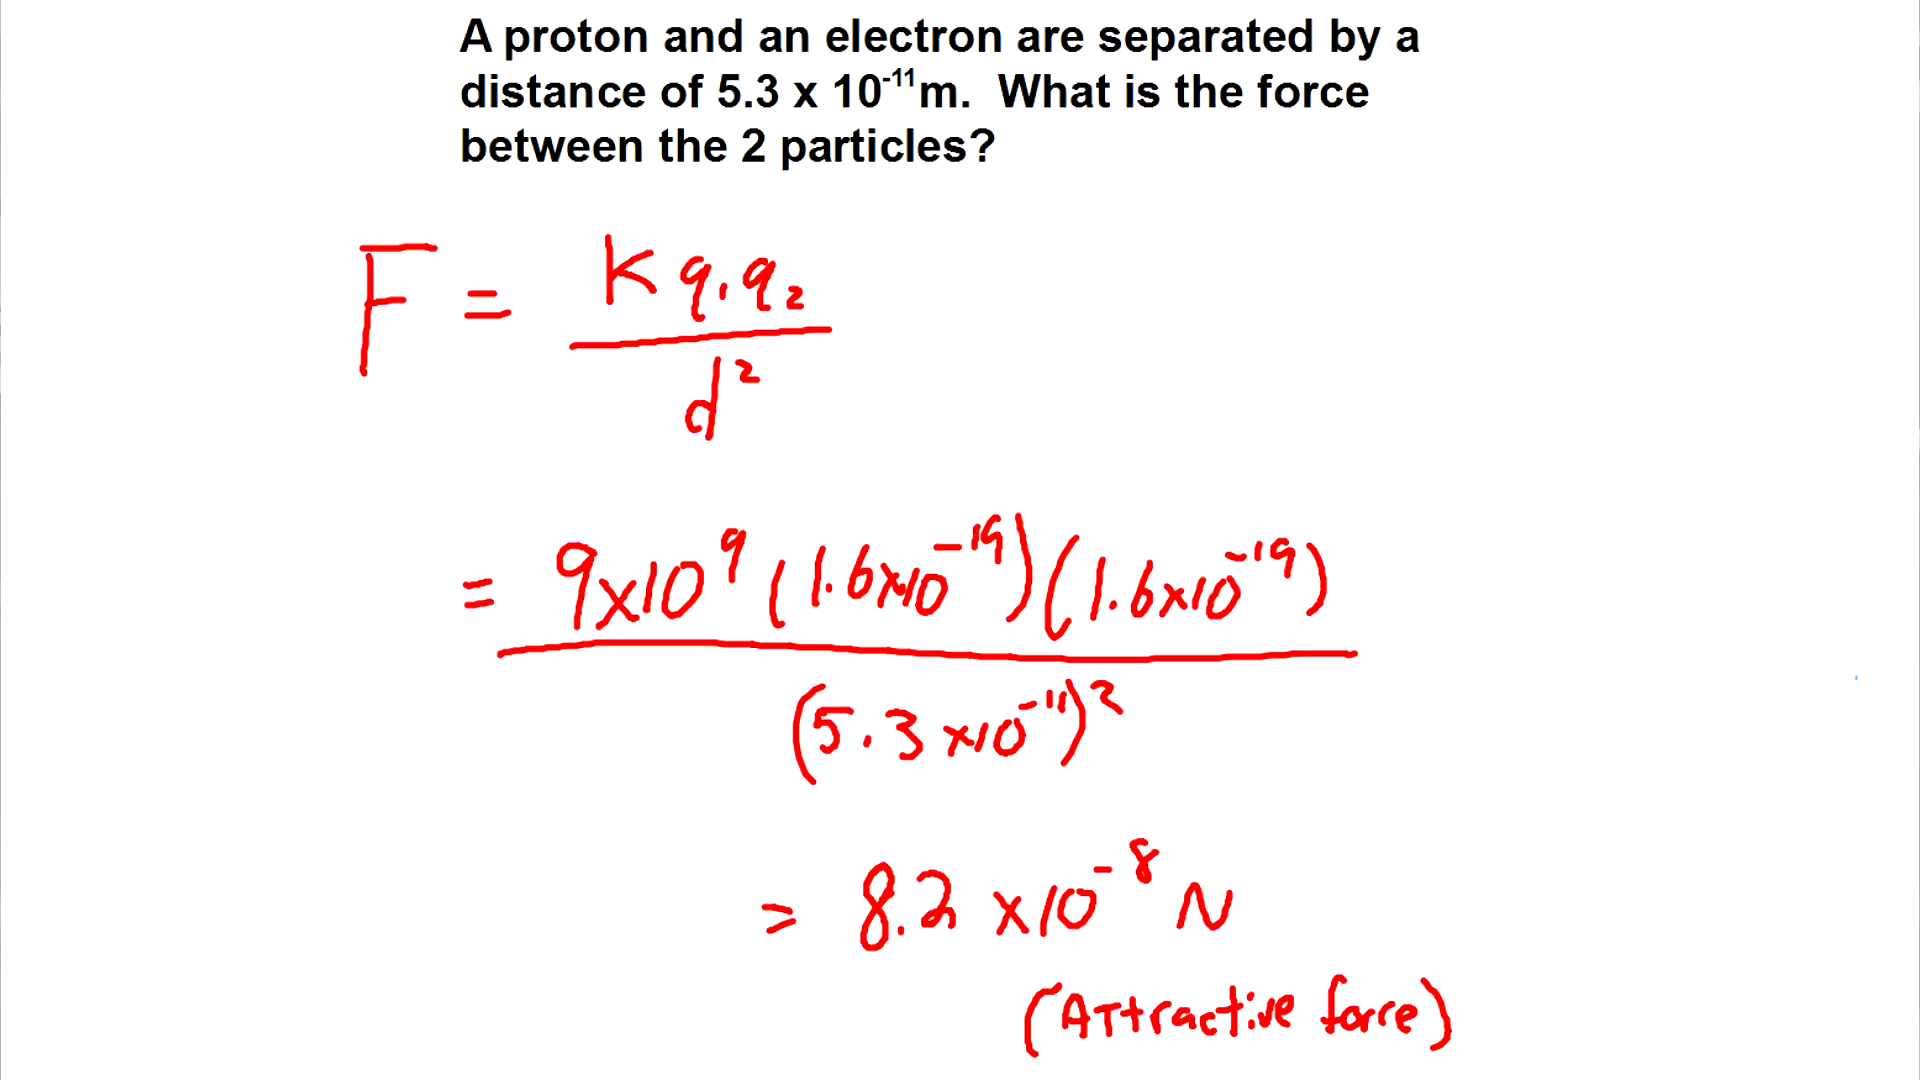 A proton and an electron are separated by a
distance of 5.3 x 10⁻¹¹m. What is the force
between the 2 particles?
F = K q₁ q₂
d²
= 9x10⁹ (1.6x10⁻¹⁹)(1.6x10⁻¹⁹)
(5.3x10⁻¹¹)²
= 8.2 x10⁻⁸ N
(Attractive force)